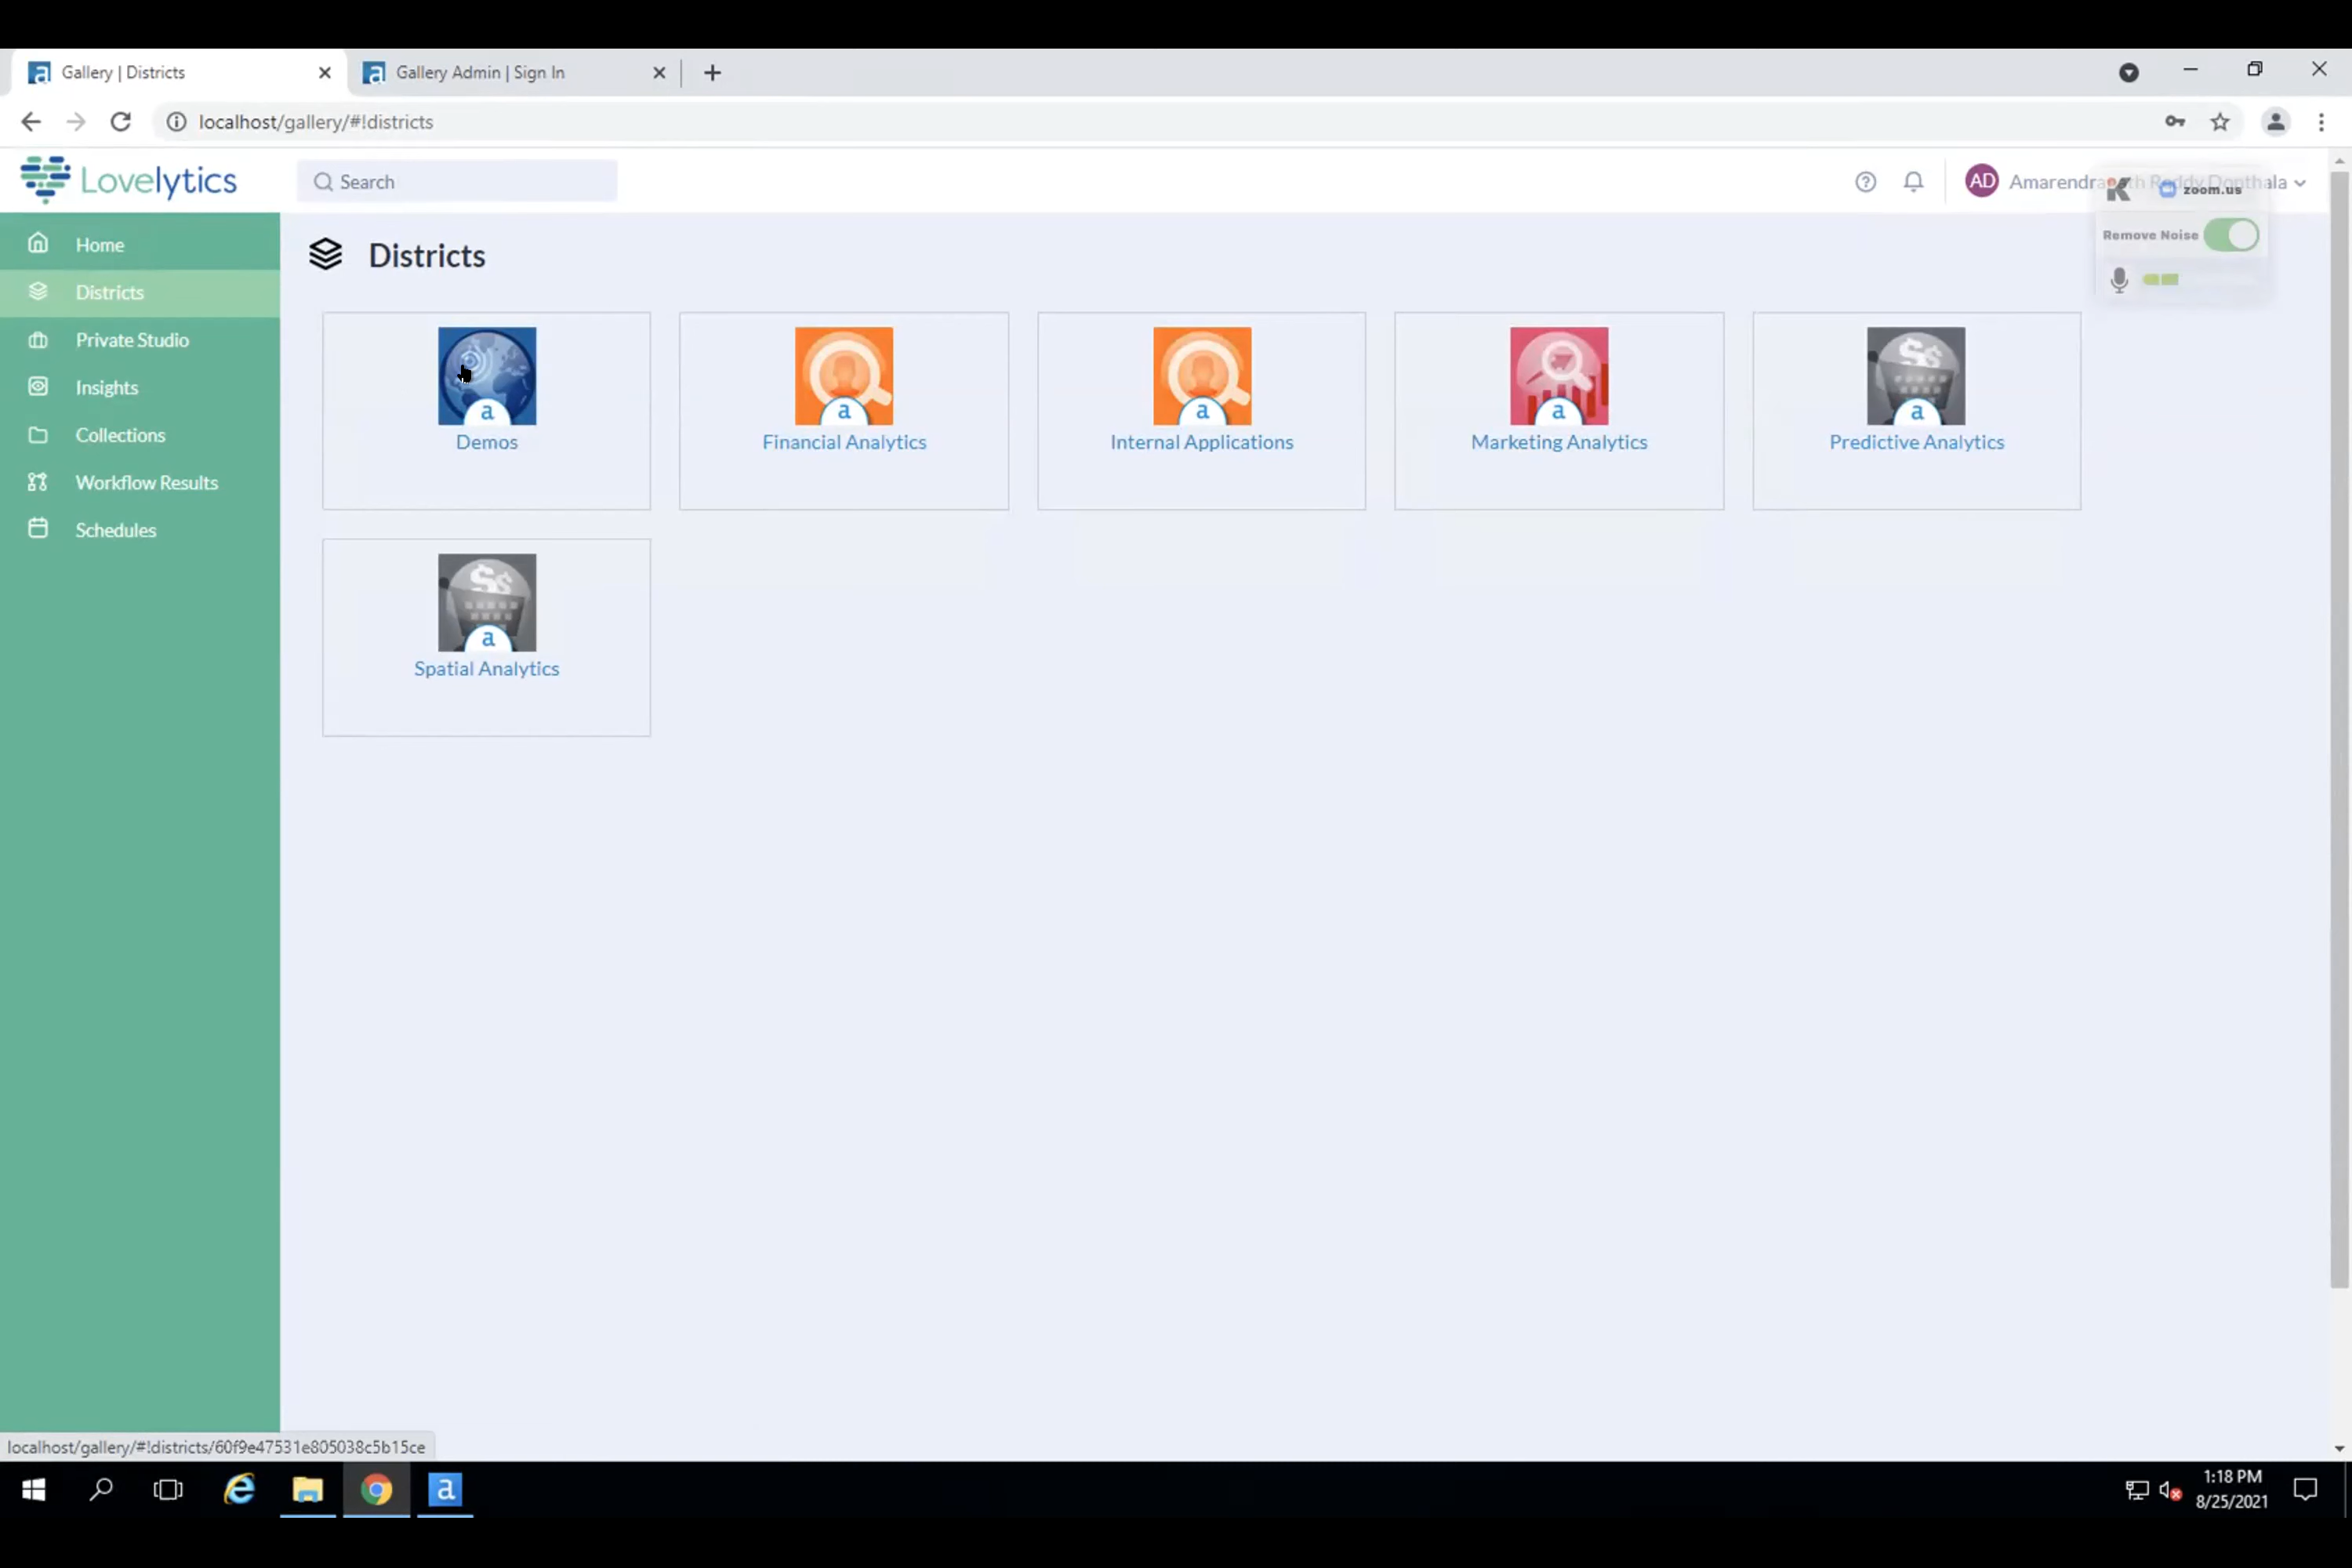 Gallery | Districts
Gallery Admin | Sign In
localhost/gallery/#!districts
Lovelytics
Search
AD
zoom.us
Remove Noise
Home
Districts
Private Studio
Insights
Collections
Workflow Results
Schedules
Districts
a
Demos
a
Financial Analytics
a
Internal Applications
a
Marketing Analytics
a
Predictive Analytics
a
Spatial Analytics
localhost/gallery/#!districts/60f9e47531e805038c5b15ce
1:18 PM
8/25/2021